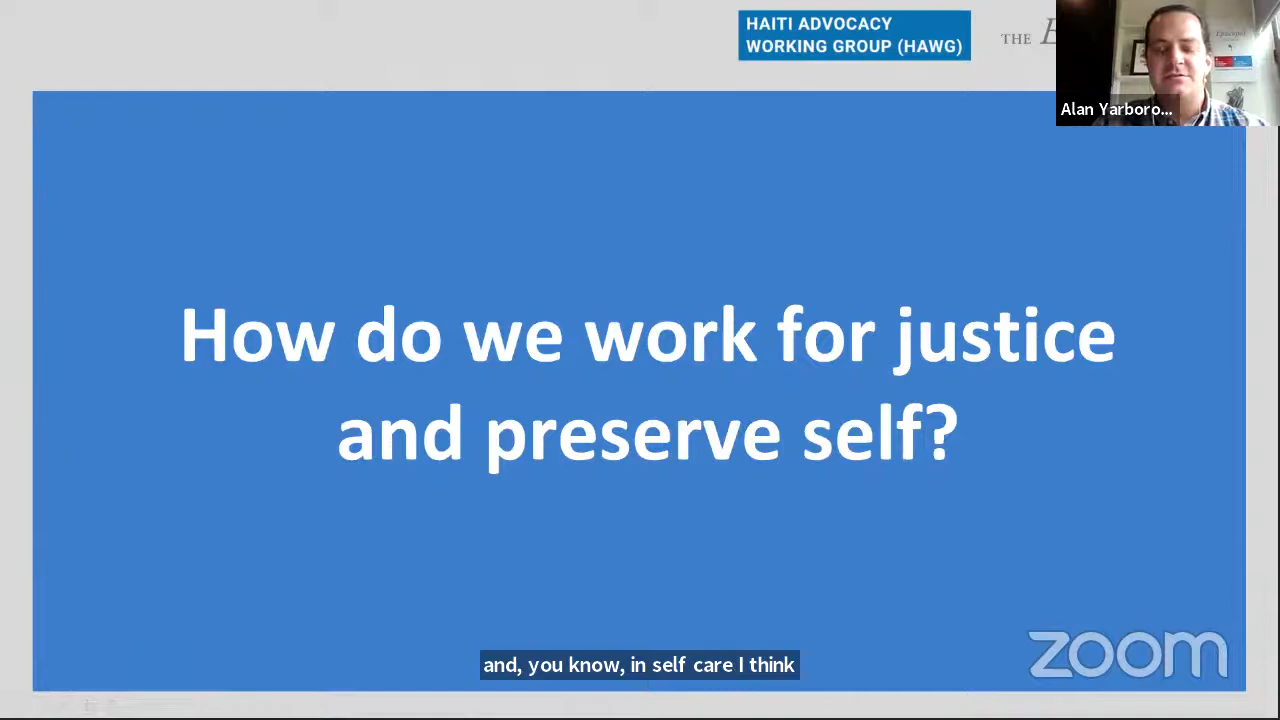 HAITI ADVOCACY
WORKING GROUP (HAWG)
THE
Alan Yarboro...
How do we work for justice
and preserve self?
and, you know, in self care I think
zoom